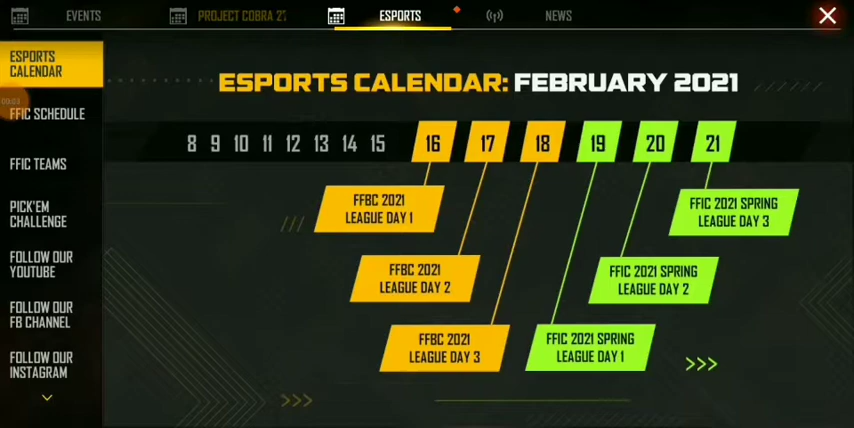 EVENTS
PROJECT COBRA
ESPORTS
NEWS
ESPORTS
CALENDAR
FFIC SCHEDULE
FFIC TEAMS
PICK'EM
CHALLENGE
FOLLOW OUR
YOUTUBE
FOLLOW OUR
FB CHANNEL
FOLLOW OUR
INSTAGRAM
ESPORTS CALENDAR: FEBRUARY 2021
8 9 10 11 12 13 14 15 16 17 18 19 20 21
FFBC 2021
LEAGUE DAY 1
FFIC 2021 SPRING
LEAGUE DAY 3
FFBC 2021
LEAGUE DAY 2
FFIC 2021 SPRING
LEAGUE DAY 2
FFBC 2021
LEAGUE DAY 3
FFIC 2021 SPRING
LEAGUE DAY 1